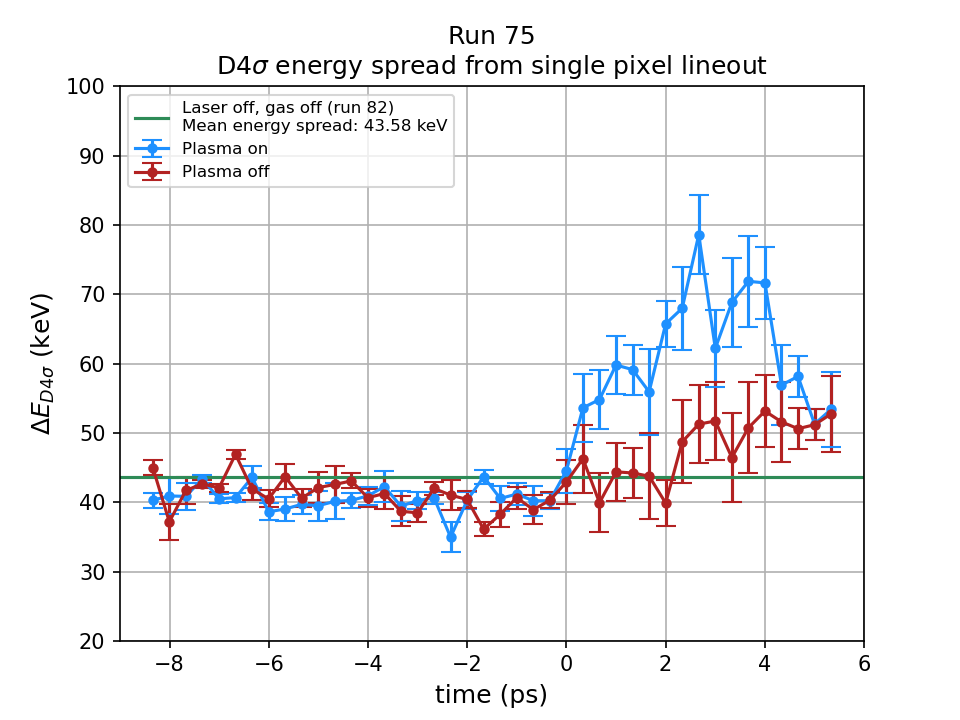 Run 75
D4σ energy spread from single pixel lineout
100
90
80
70
60
50
40
30
20
ΔE_{D4σ} (keV)
Laser off, gas off (run 82)
Mean energy spread: 43.58 keV
Plasma on
Plasma off
−8 −6 −4 −2 0 2 4 6
time (ps)